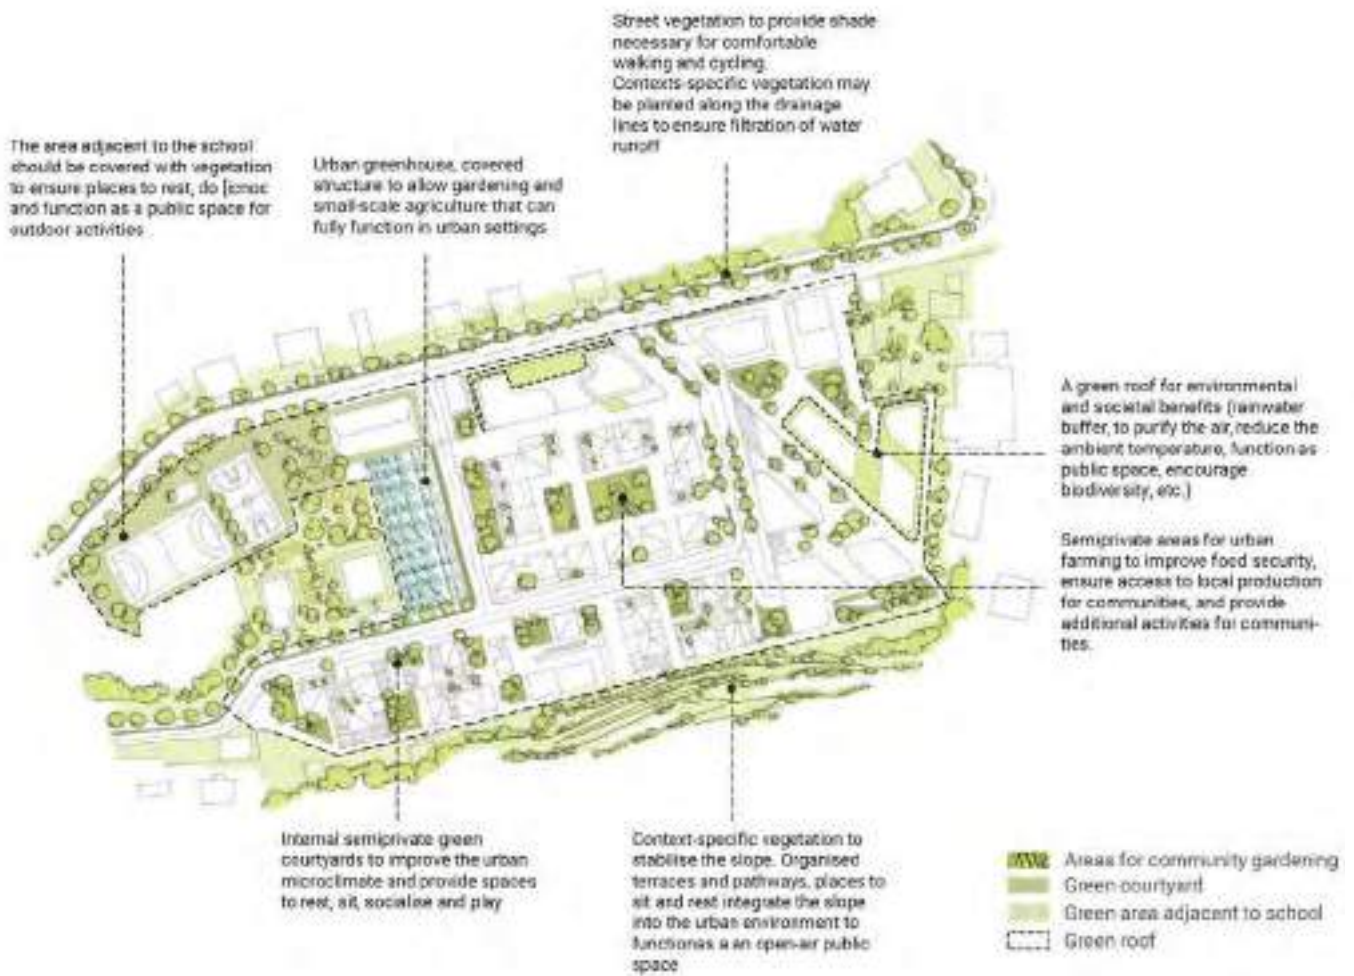 Street vegetation to provide shade
necessary for comfortable
walking and cycling.
Contexts-specific vegetation may
be planted along the drainage
lines to ensure filtration of water
runoff
The area adjacent to the school
should be covered with vegetation
to ensure places to rest, do
and function as a public space for
outdoor activities
Urban greenhouse, covered
structure to allow gardening and
small-scale agriculture that can
fully function in urban settings
A green roof for environmental
and societal benefits (rainwater
buffer, to purify the air, reduce the
ambient temperature, function as
public space, encourage
biodiversity, etc.)
Semiprivate areas for urban
farming to improve food security,
ensure access to local production
for communities, and provide
additional activities for communi-
ties.
Internal semiprivate green
courtyards to improve the urban
microclimate and provide spaces
to rest, sit, socialise and play
Context-specific vegetation to
stabilise the slope. Organised
terraces and pathways, places to
sit and rest integrate the slope
into the urban environment to
functionas a an open-air public
space
Areas for community gardening
Green courtyard
Green area adjacent to school
Green roof